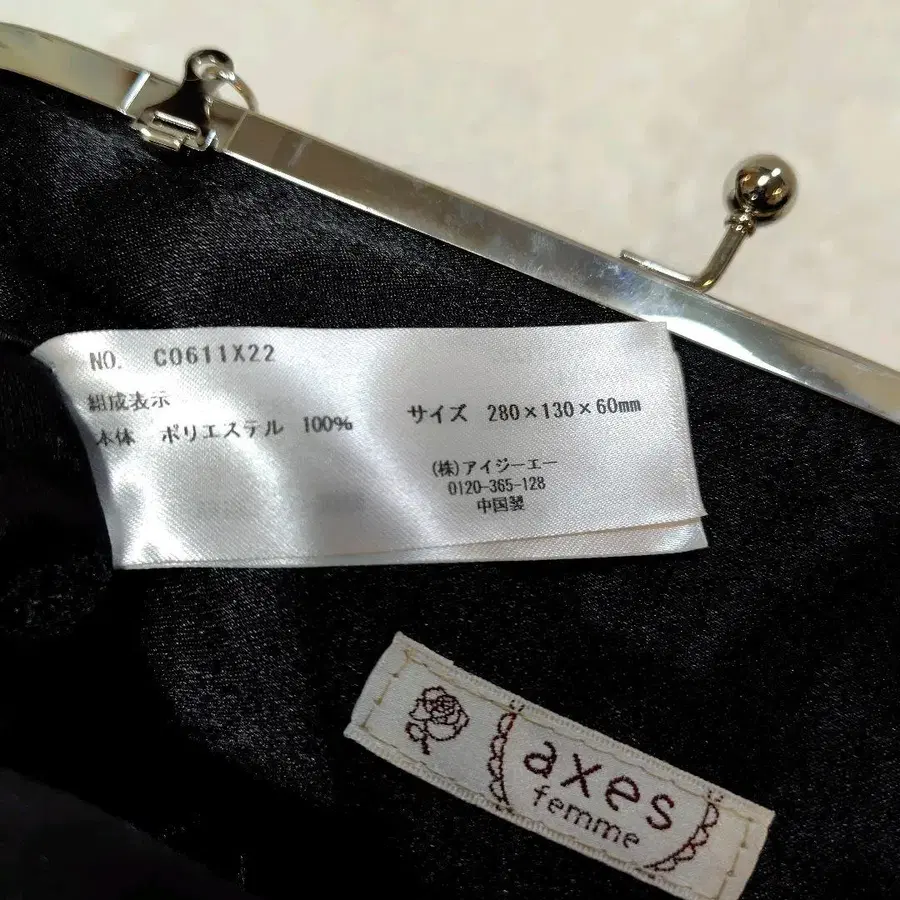 NO. C0611X22
組成表示
本体 ポリエステル 100%
サイズ 280×130×60mm
(株)アイジーエー
0120-365-128
中国製
axes
femme